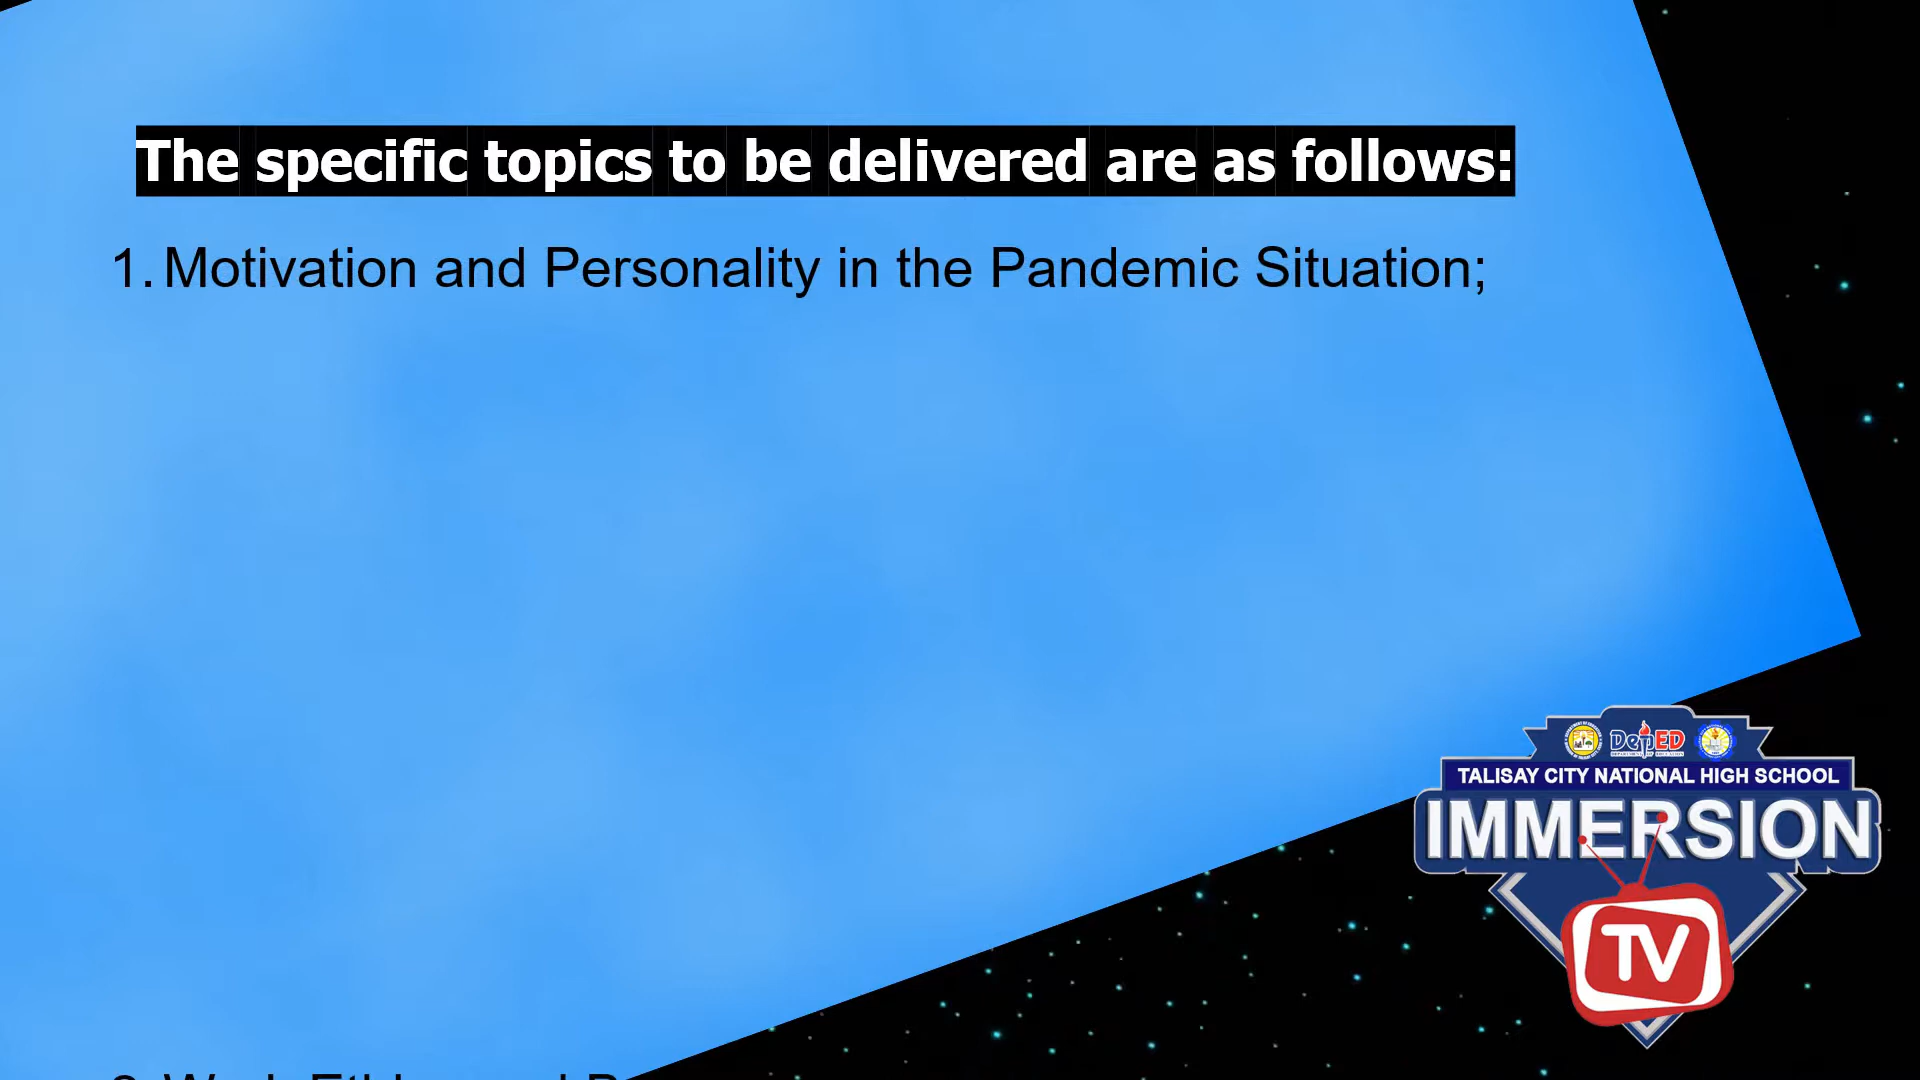 The specific topics to be delivered are as follows:
1. Motivation and Personality in the Pandemic Situation;
DepED
TALISAY CITY NATIONAL HIGH SCHOOL
IMMERSION
TV